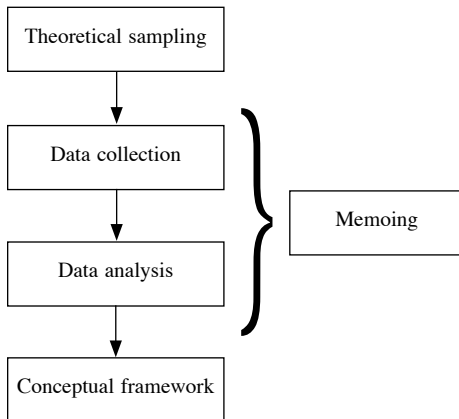 Theoretical sampling
Data collection
Memoing
Data analysis
Conceptual framework